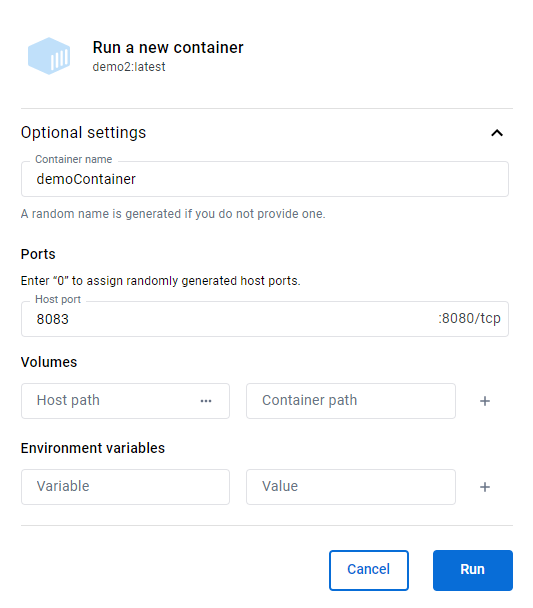 Run a new container
demo2:latest
Optional settings
Container name
demoContainer
A random name is generated if you do not provide one.
Ports
Enter “0” to assign randomly generated host ports.
Host port
8083 :8080/tcp
Volumes
Host path ··· Container path +
Environment variables
Variable Value +
Cancel Run